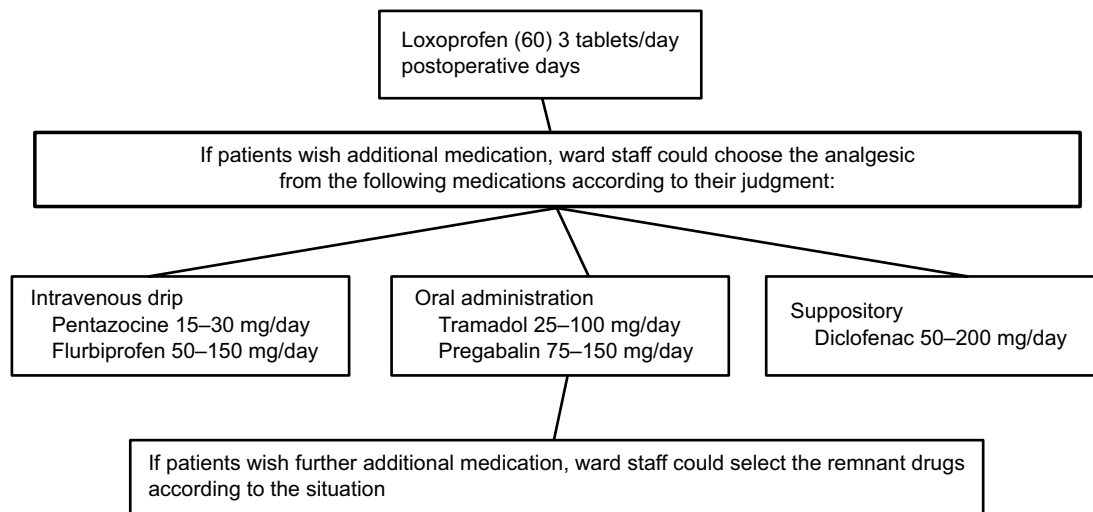 Loxoprofen (60) 3 tablets/day
postoperative days
If patients wish additional medication, ward staff could choose the analgesic
from the following medications according to their judgment:
Intravenous drip
Pentazocine 15–30 mg/day
Flurbiprofen 50–150 mg/day
Oral administration
Tramadol 25–100 mg/day
Pregabalin 75–150 mg/day
Suppository
Diclofenac 50–200 mg/day
If patients wish further additional medication, ward staff could select the remnant drugs
according to the situation